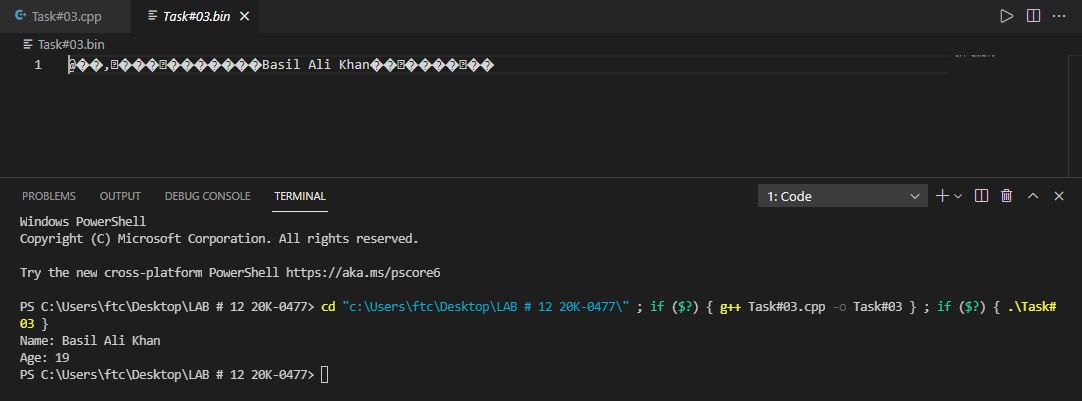 Task#03.cpp
Task#03.bin
Task#03.bin
1 @��,�������������Basil Ali Khan������������
PROBLEMS OUTPUT DEBUG CONSOLE TERMINAL 1: Code
Windows PowerShell
Copyright (C) Microsoft Corporation. All rights reserved.
Try the new cross-platform PowerShell https://aka.ms/pscore6
PS C:\Users\ftc\Desktop\LAB # 12 20K-0477> cd "c:\Users\ftc\Desktop\LAB # 12 20K-0477\" ; if ($?) { g++ Task#03.cpp -o Task#03 } ; if ($?) { .\Task#
03 }
Name: Basil Ali Khan
Age: 19
PS C:\Users\ftc\Desktop\LAB # 12 20K-0477>